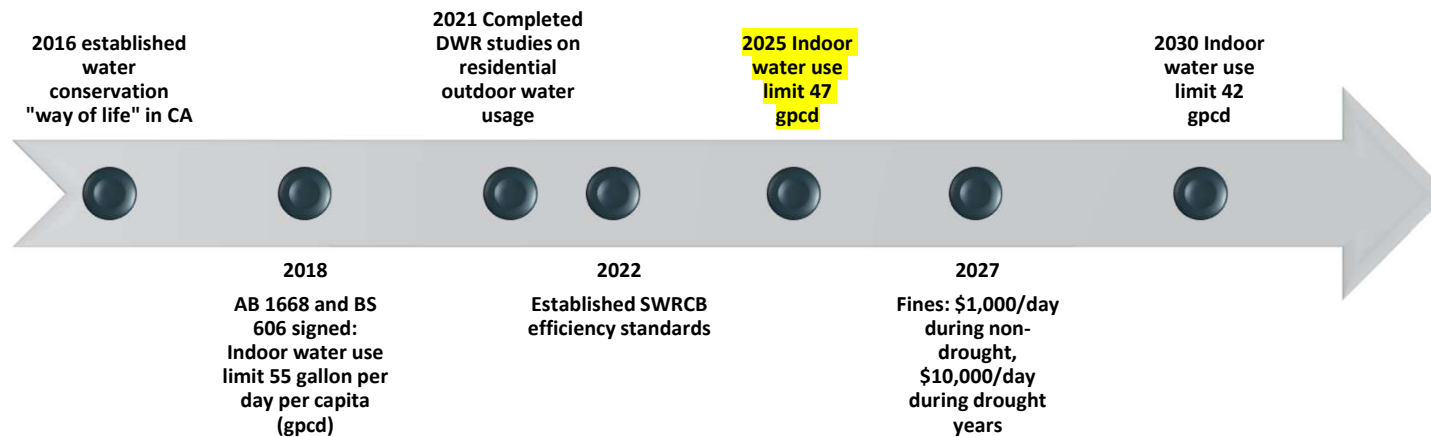 2016 established
water
conservation
"way of life" in CA
2021 Completed
DWR studies on
residential
outdoor water
usage
2025 Indoor
water use
limit 47
gpcd
2030 Indoor
water use
limit 42
gpcd
2018
AB 1668 and BS
606 signed:
Indoor water use
limit 55 gallon per
day per capita
(gpcd)
2022
Established SWRCB
efficiency standards
2027
Fines: $1,000/day
during non-
drought,
$10,000/day
during drought
years